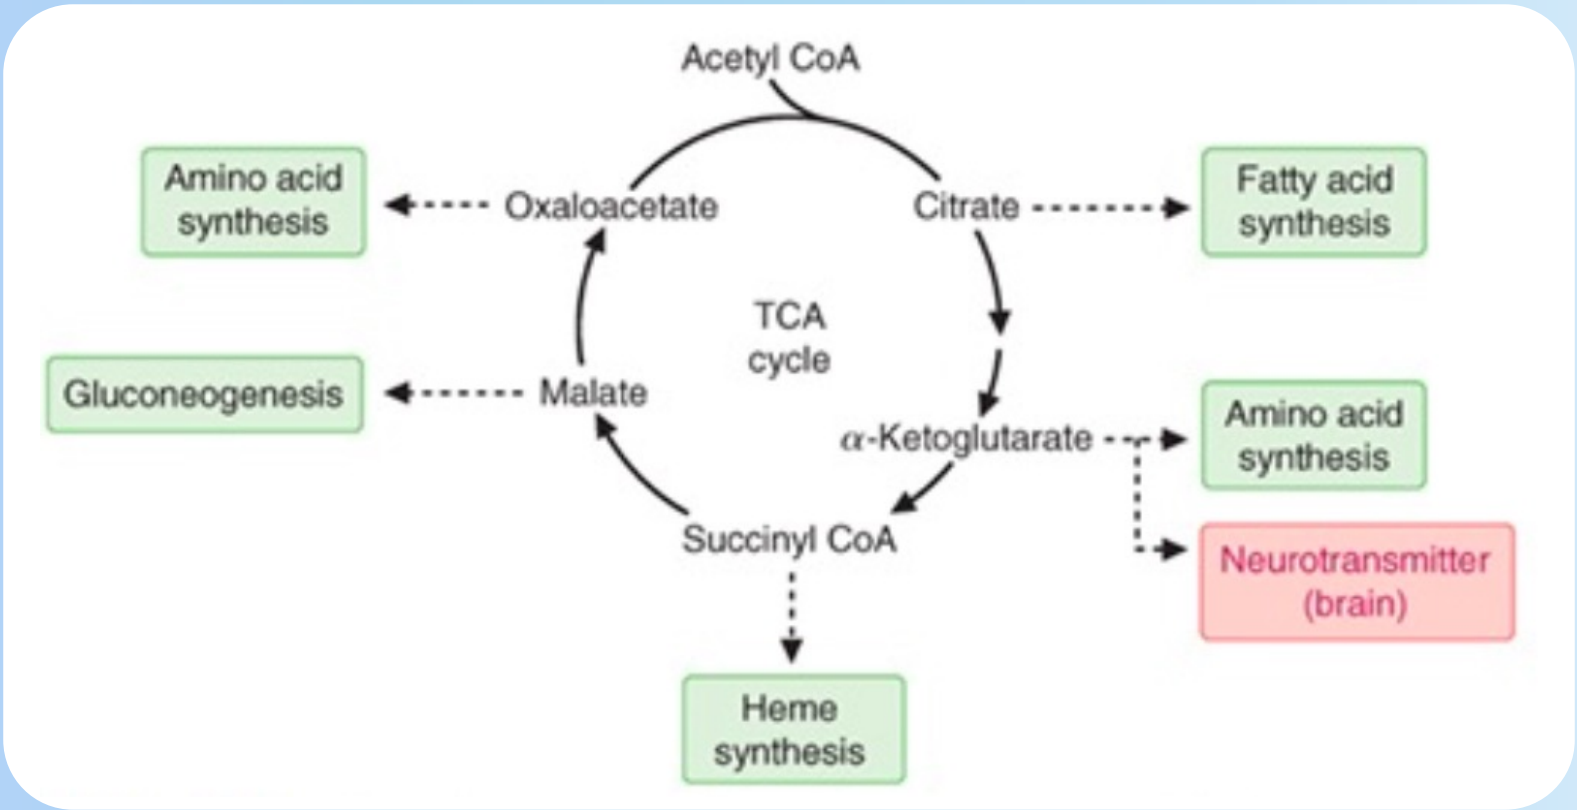 Acetyl CoA
Amino acid
synthesis
Oxaloacetate
Citrate
Fatty acid
synthesis
TCA
cycle
Gluconeogenesis
Malate
α-Ketoglutarate
Amino acid
synthesis
Succinyl CoA
Neurotransmitter
(brain)
Heme
synthesis